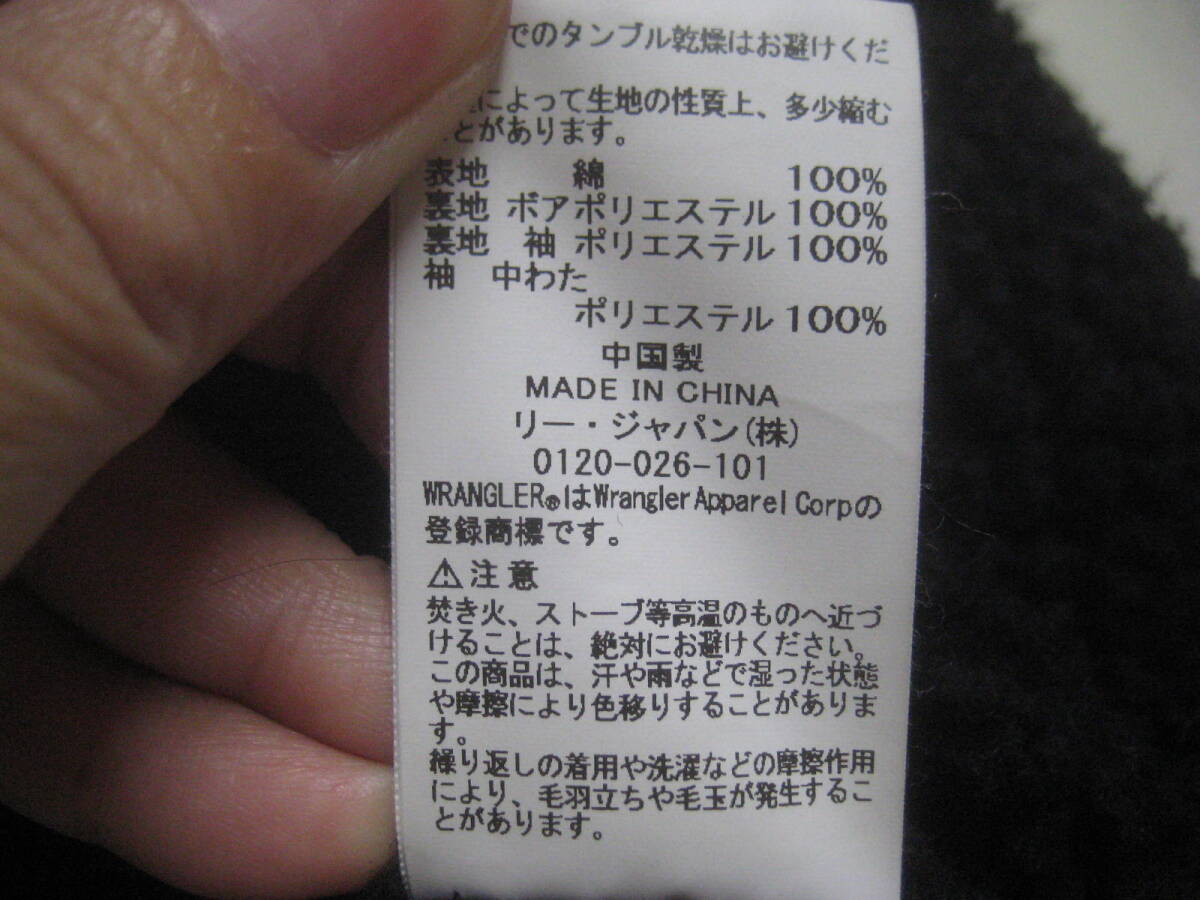 でのタンブル乾燥はお避けくだ
によって生地の性質上、多少縮む
とがあります。
表地 綿 100%
裏地 ボアポリエステル 100%
裏地 袖 ポリエステル 100%
袖 中わた
ポリエステル 100%
中国製
MADE IN CHINA
リー・ジャパン(株)
0120-026-101
WRANGLER®はWrangler Apparel Corpの
登録商標です。
⚠注意
焚き火、ストーブ等高温のものへ近づ
けることは、絶対にお避けください。
この商品は、汗や雨などで湿った状態
や摩擦により色移りすることがありま
す。
繰り返しの着用や洗濯などの摩擦作用
により、毛羽立ちや毛玉が発生するこ
とがあります。